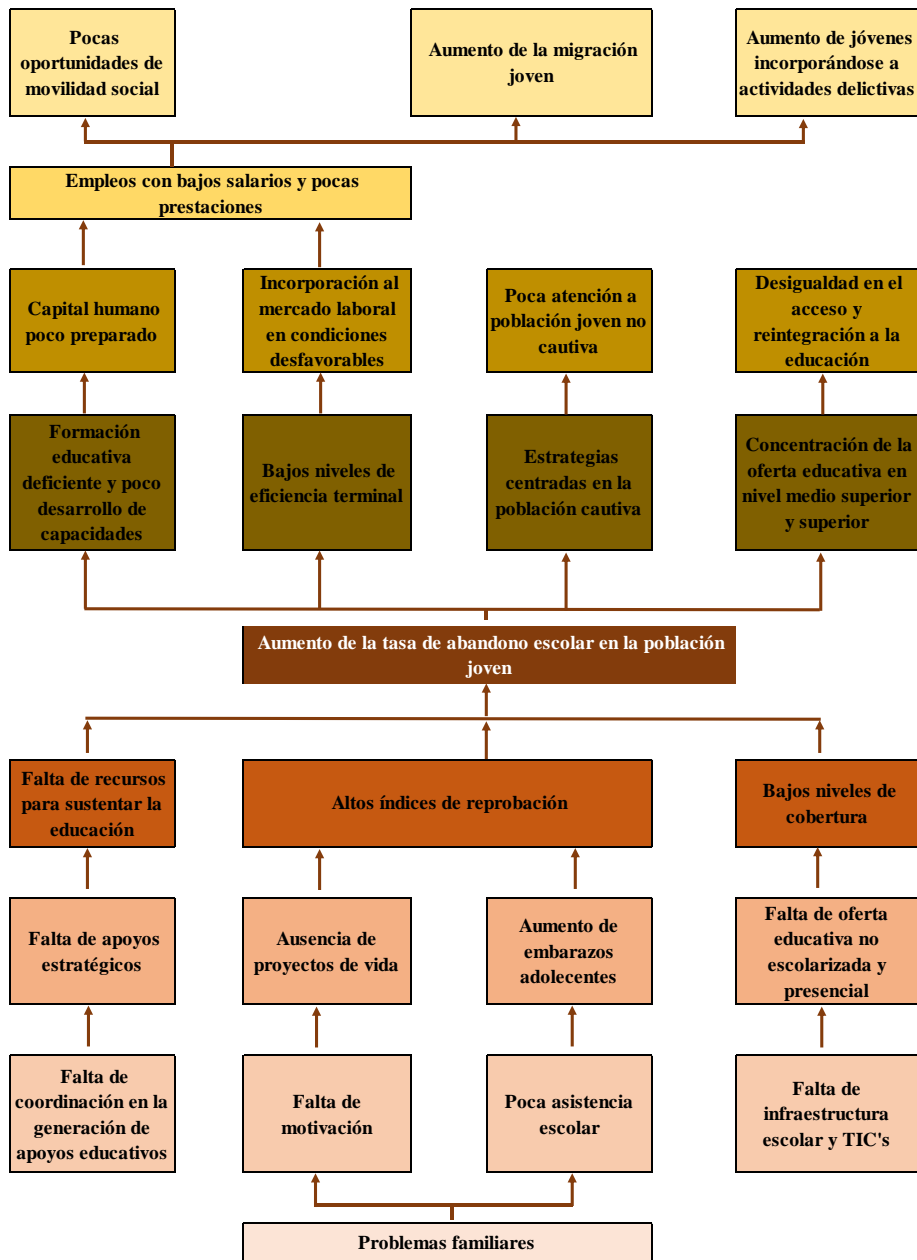 Pocas
oportunidades de
movilidad social
Aumento de la migración
joven
Aumento de jóvenes
incorporándose a
actividades delictivas
Empleos con bajos salarios y pocas
prestaciones
Capital humano
poco preparado
Incorporación al
mercado laboral
en condiciones
desfavorables
Poca atención a
población joven no
cautiva
Desigualdad en el
acceso y
reintegración a la
educación
Formación
educativa
deficiente y poco
desarrollo de
capacidades
Bajos niveles de
eficiencia terminal
Estrategias
centradas en la
población cautiva
Concentración de la
oferta educativa en
nivel medio superior
y superior
Aumento de la tasa de abandono escolar en la población
joven
Falta de recursos
para sustentar la
educación
Altos índices de reprobación
Bajos niveles de
cobertura
Falta de apoyos
estratégicos
Ausencia de
proyectos de vida
Aumento de
embarazos
adolecentes
Falta de oferta
educativa no
escolarizada y
presencial
Falta de
coordinación en la
generación de
apoyos educativos
Falta de
motivación
Poca asistencia
escolar
Falta de
infraestructura
escolar y TIC's
Problemas familiares